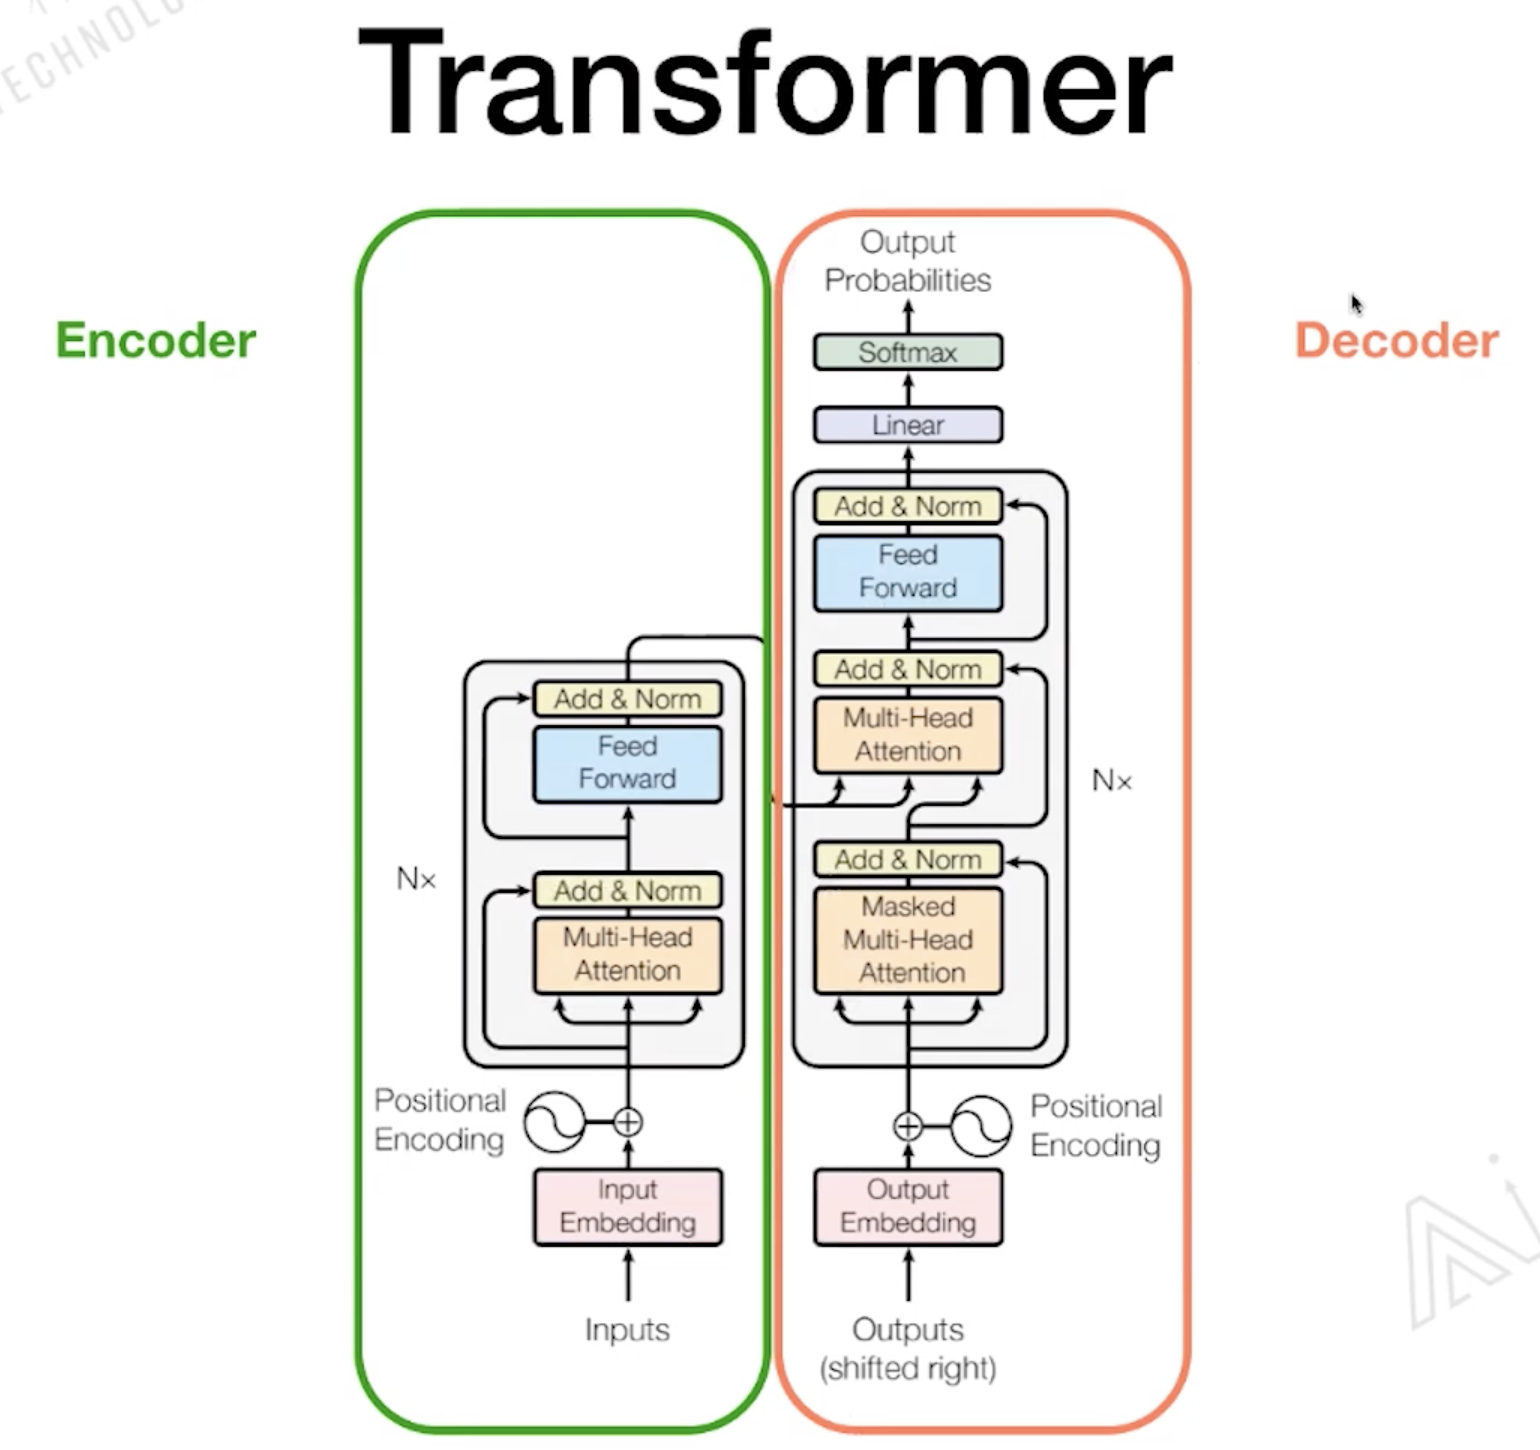 TECHNOLO
Transformer
Encoder
Decoder
Output
Probabilities
Softmax
Linear
Add & Norm
Feed
Forward
Add & Norm
Multi-Head
Attention
Nx
Add & Norm
Masked
Multi-Head
Attention
Add & Norm
Feed
Forward
Nx
Add & Norm
Multi-Head
Attention
Positional
Encoding
Input
Embedding
Inputs
Positional
Encoding
Output
Embedding
Outputs
(shifted right)
Ai